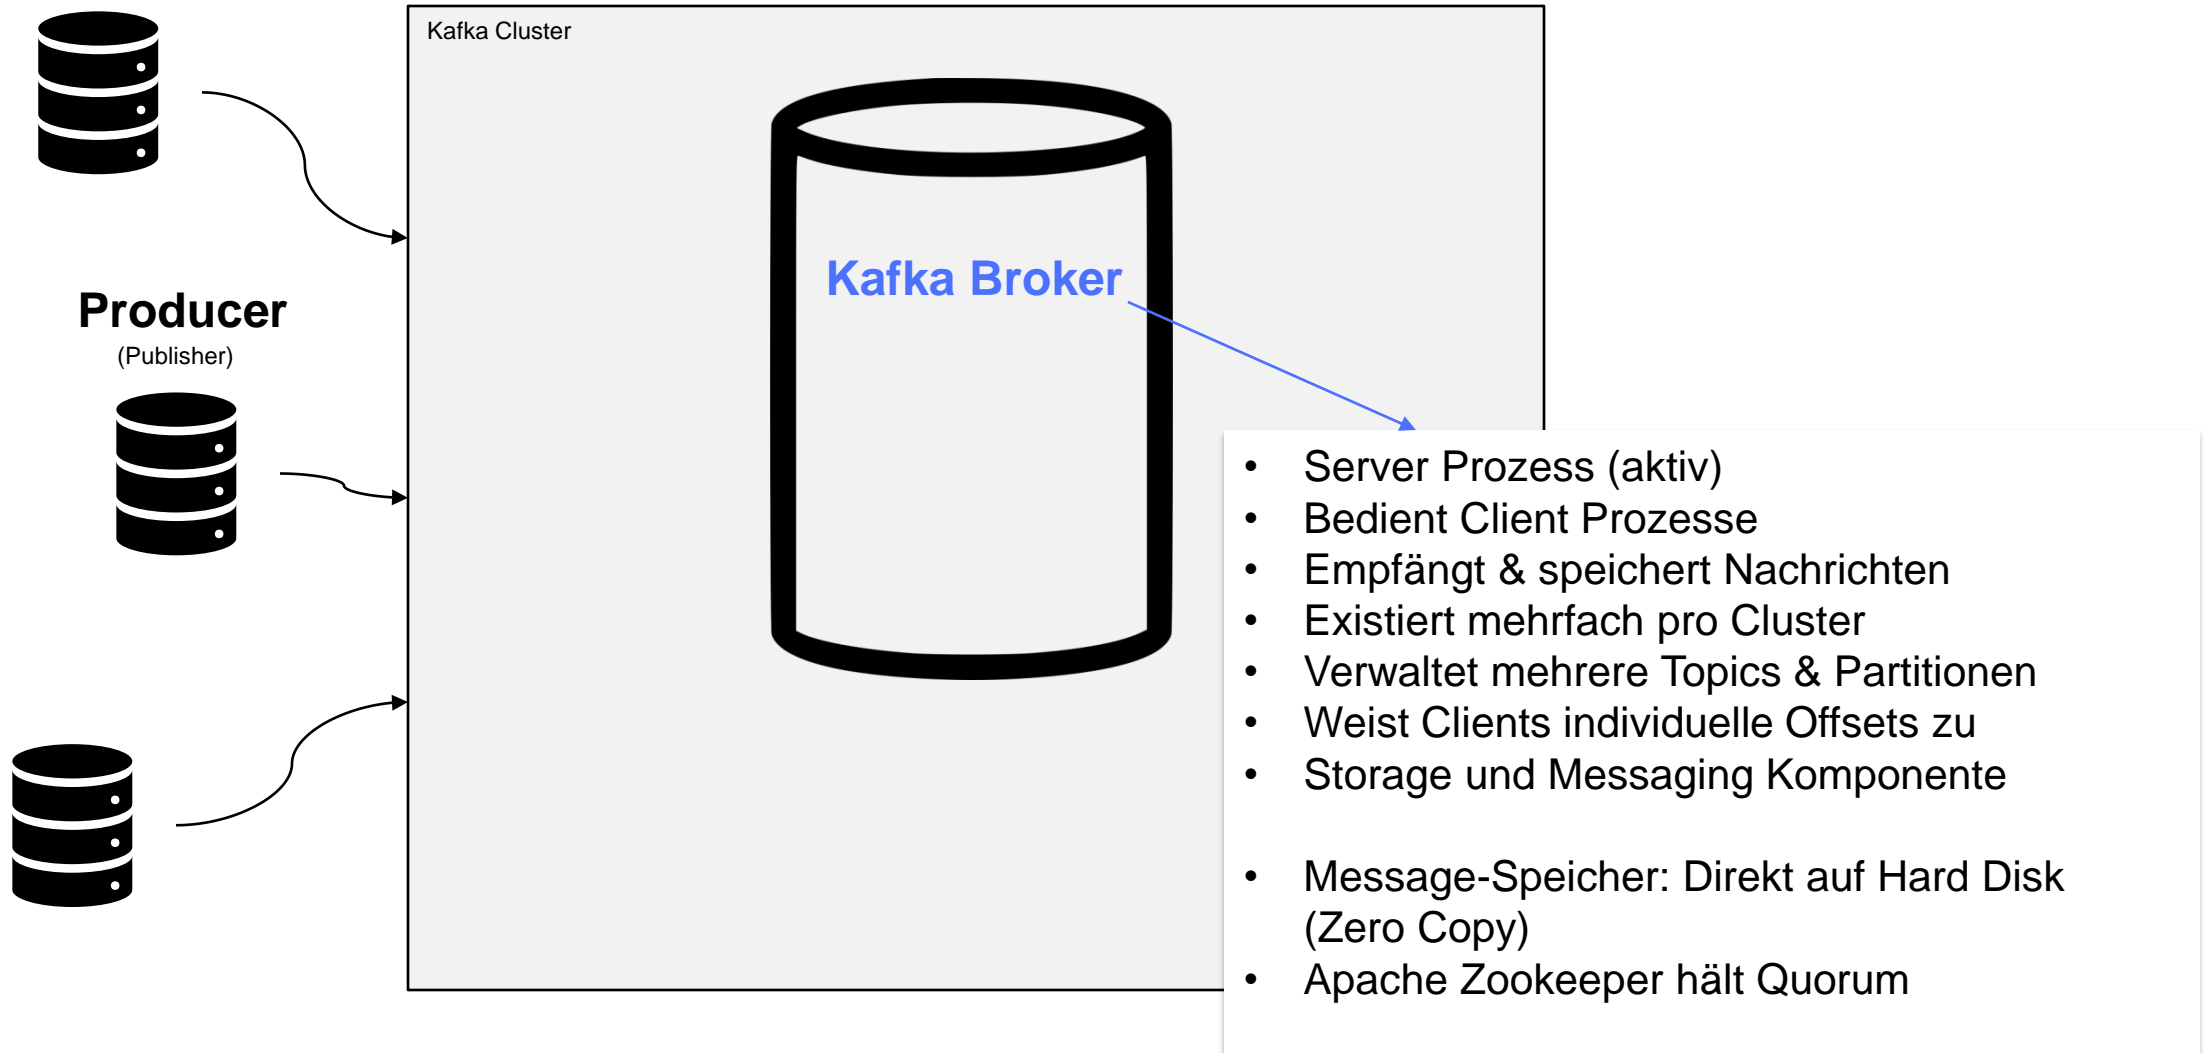 Kafka Cluster
Kafka Broker
Producer
(Publisher)
• Server Prozess (aktiv)
• Bedient Client Prozesse
• Empfängt & speichert Nachrichten
• Existiert mehrfach pro Cluster
• Verwaltet mehrere Topics & Partitionen
• Weist Clients individuelle Offsets zu
• Storage und Messaging Komponente
• Message-Speicher: Direkt auf Hard Disk
(Zero Copy)
• Apache Zookeeper hält Quorum